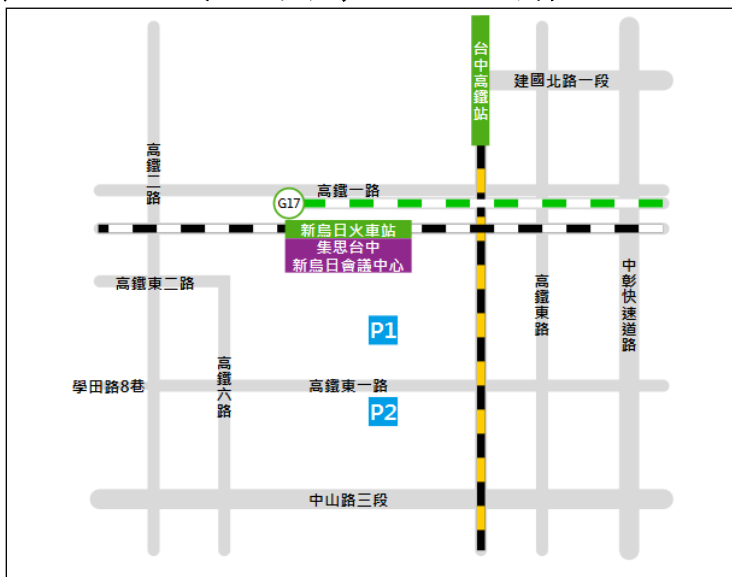 台中高鐵站
建國北路一段
高鐵二路
高鐵一路
G17
新烏日火車站
集思台中
新烏日會議中心
高鐵東二路
高鐵東路
中彰快速道路
P1
學田路8巷
高鐵六路
高鐵東一路
P2
中山路三段